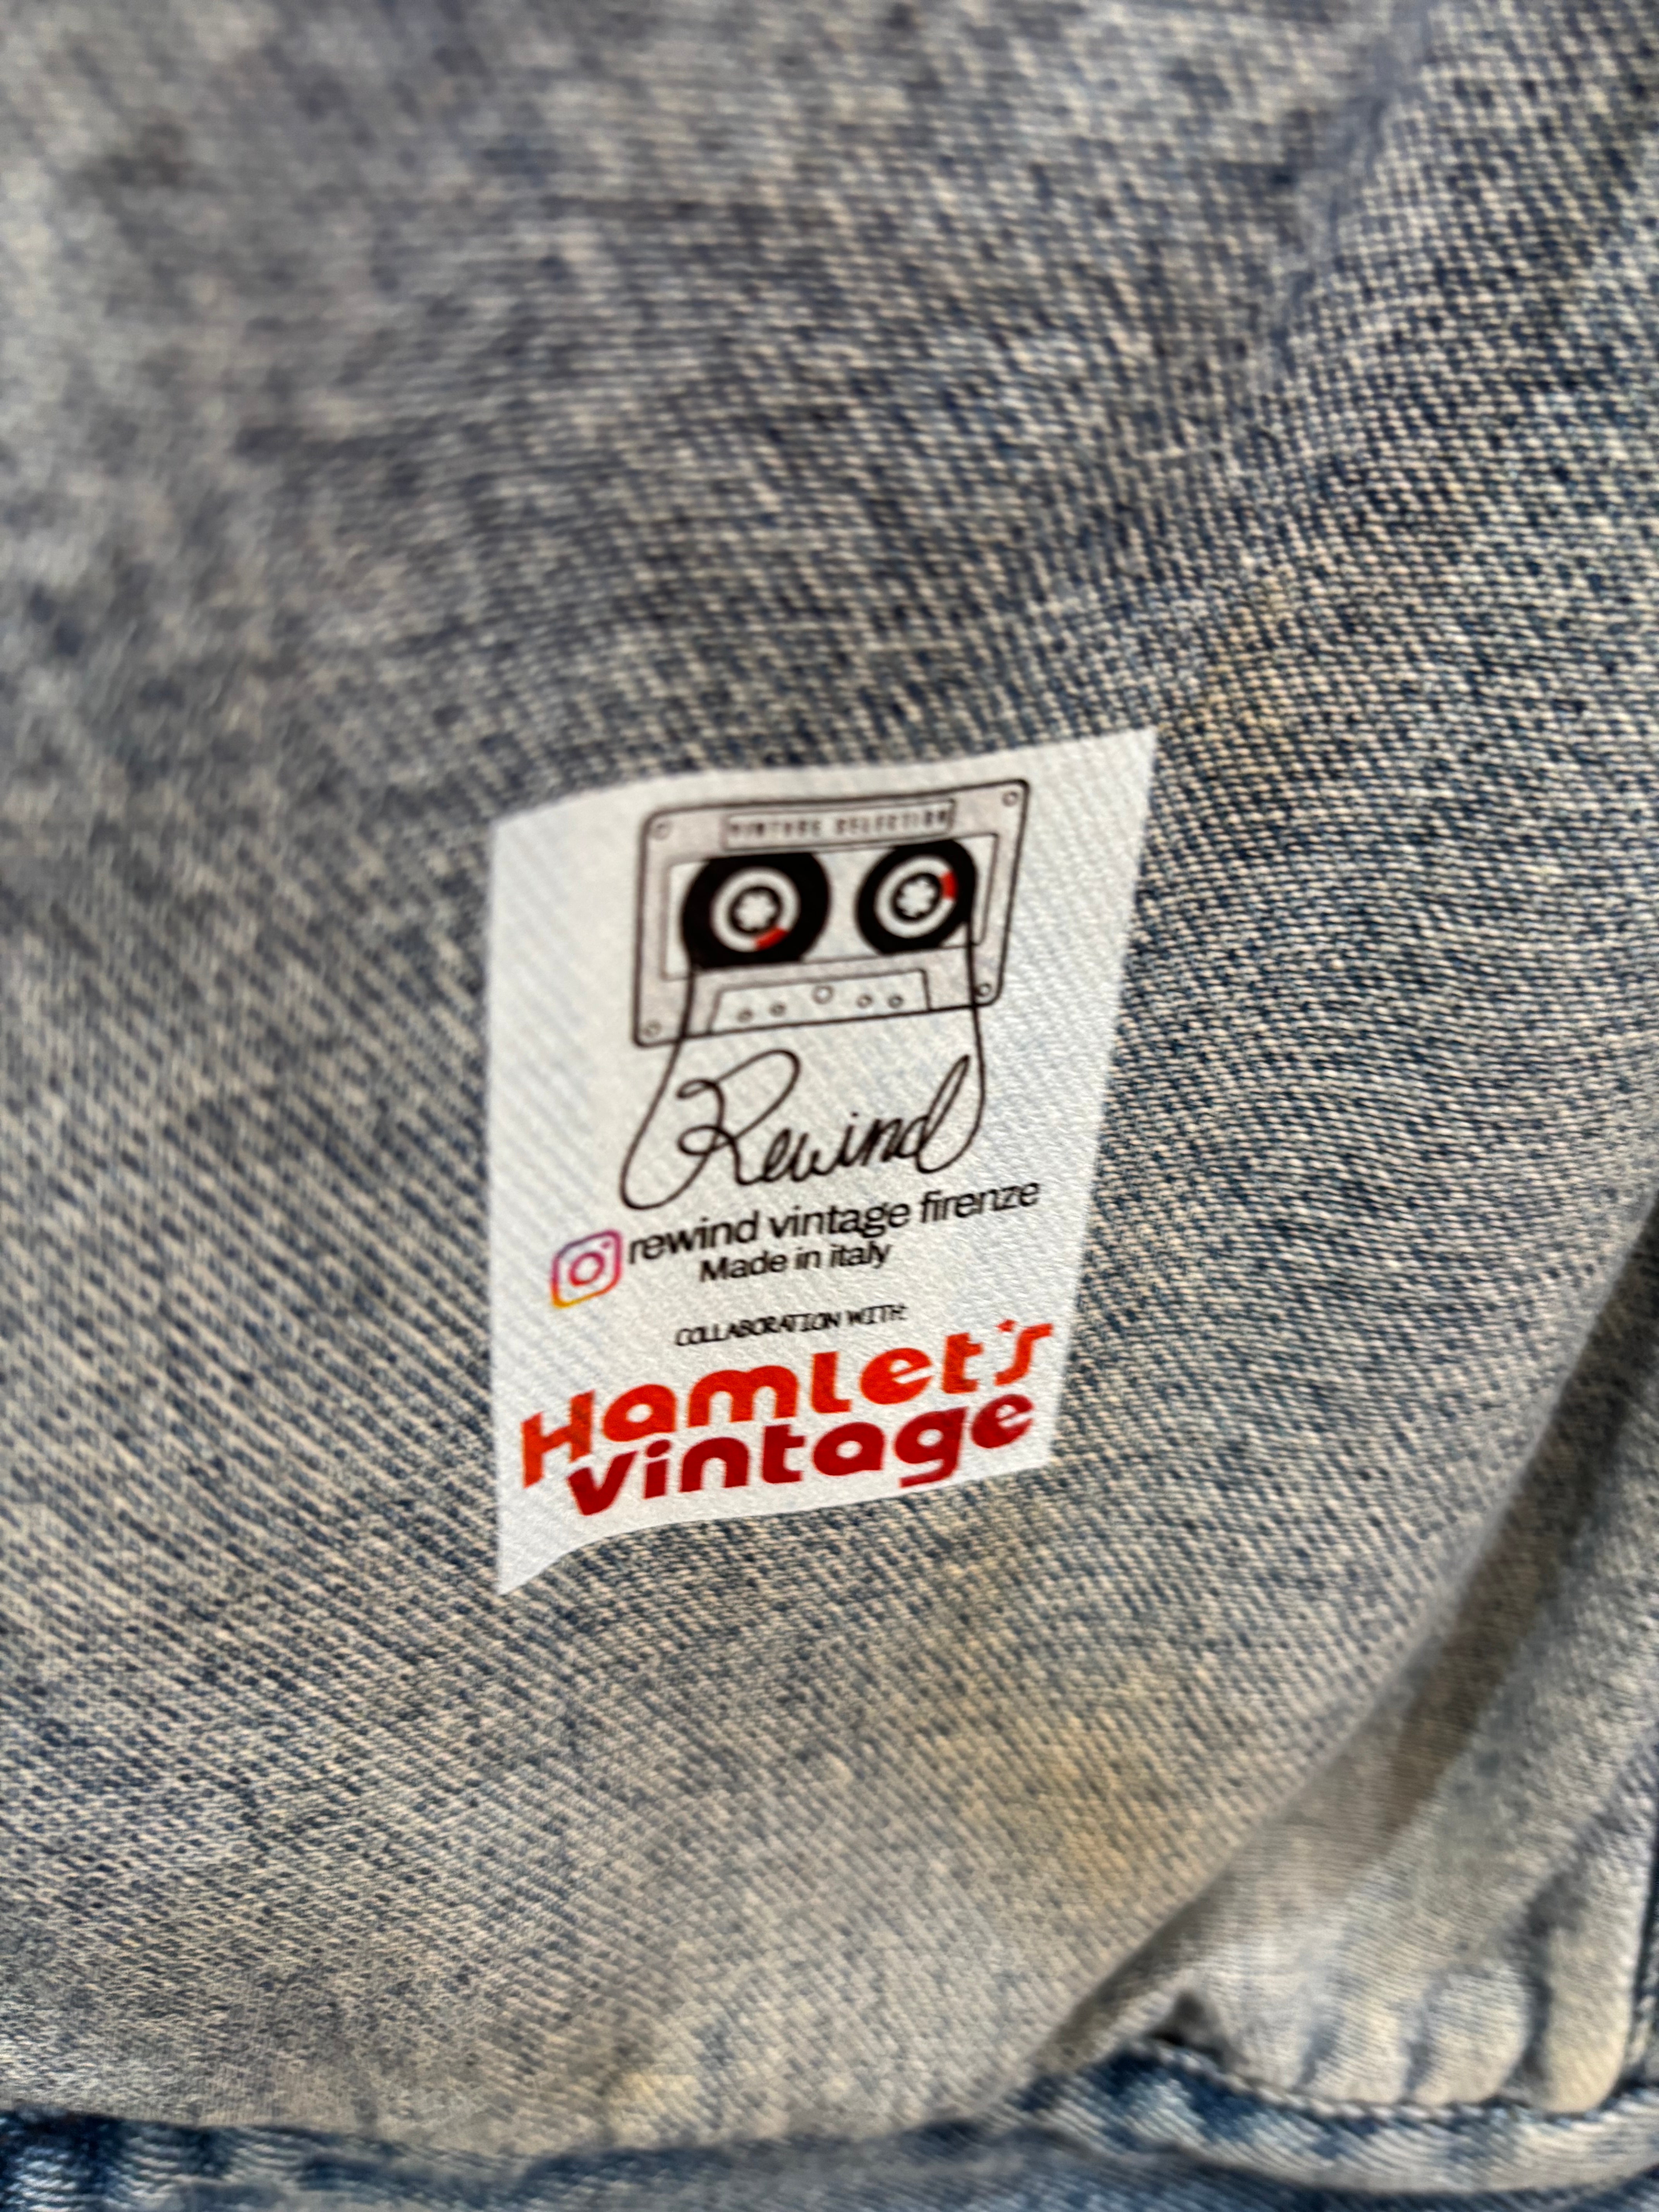 VINTAGE SELECTION
Rewind
rewind vintage firenze
Made in italy
COLLABORATION WITH:
Hamlet's
vintage